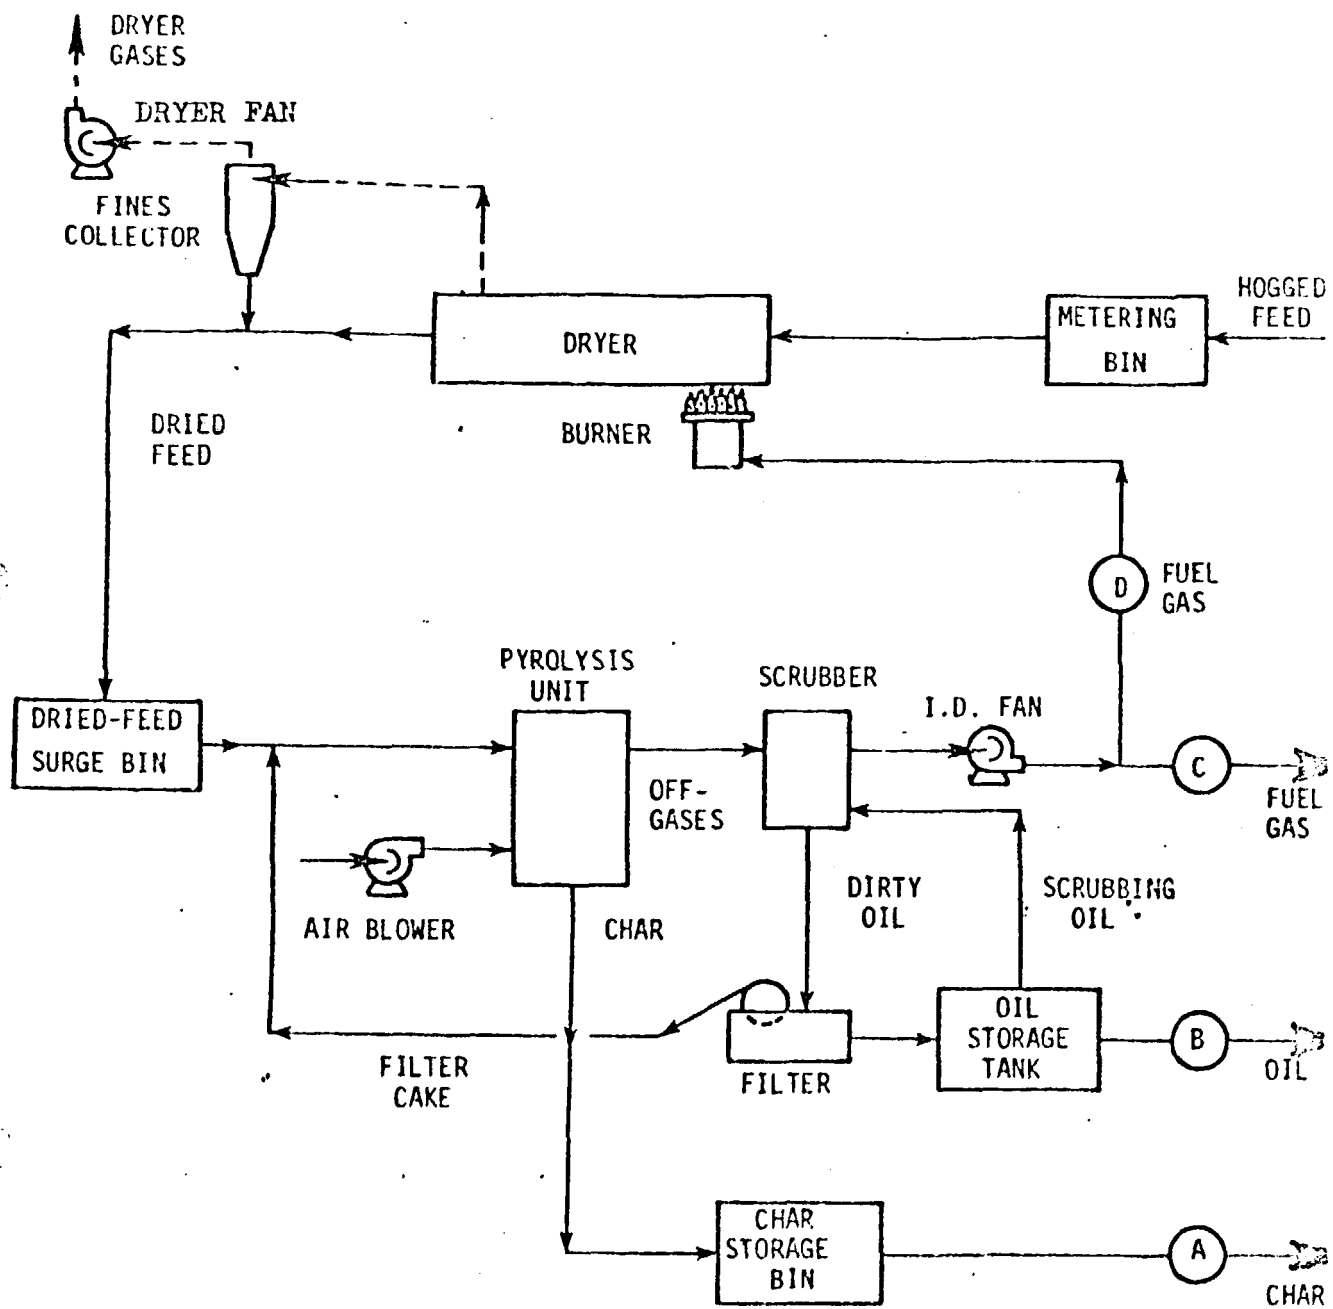 DRYER
GASES
DRYER FAN
FINES
COLLECTOR
HOGGED
FEED
METERING
BIN
DRYER
BURNER
DRIED
FEED
D
FUEL
GAS
PYROLYSIS
UNIT
SCRUBBER
I.D. FAN
DRIED-FEED
SURGE BIN
OFF-
GASES
C
FUEL
GAS
AIR BLOWER
CHAR
DIRTY
OIL
SCRUBBING
OIL
FILTER
CAKE
FILTER
OIL
STORAGE
TANK
B
OIL
CHAR
STORAGE
BIN
A
CHAR